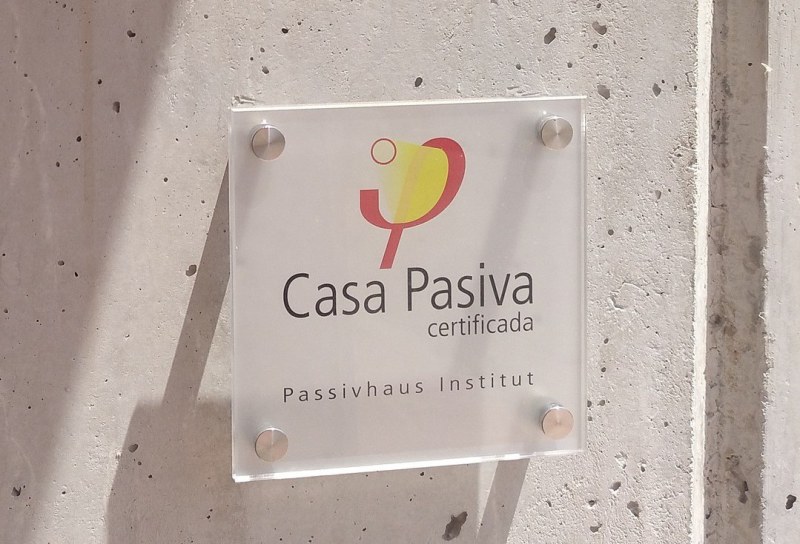 Casa Pasiva
certificada
Passivhaus Institut